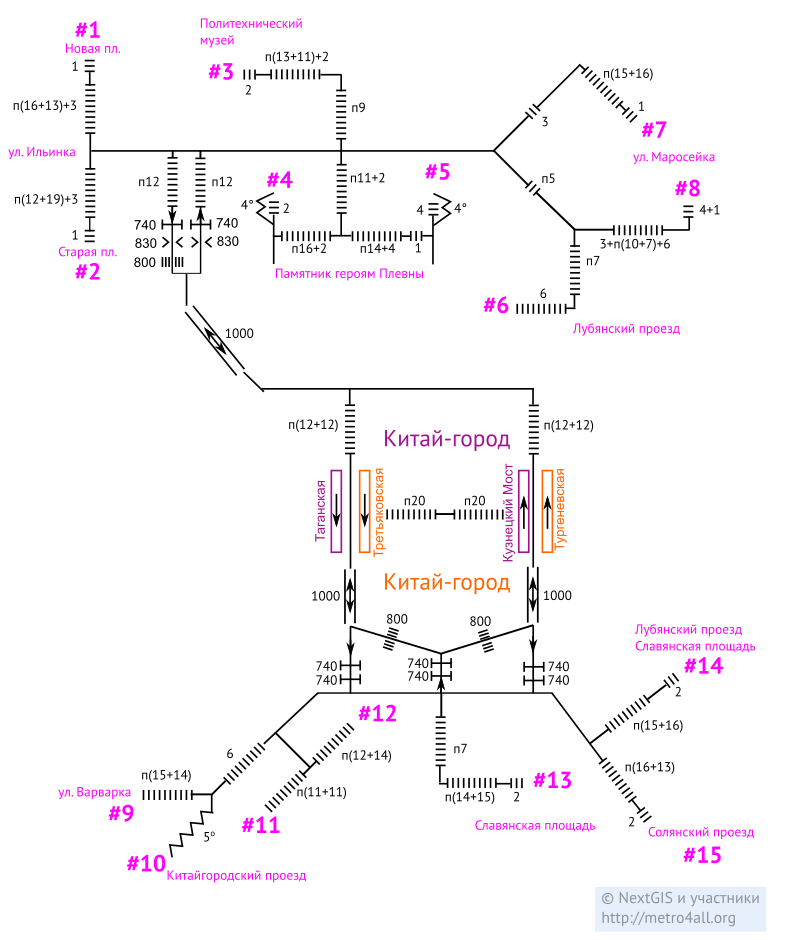 #1
Новая пл.
1
п(16+13)+3
Политехнический
музей
#3
п(13+11)+2
2
п9
п(15+16)
1
#7
3
ул. Маросейка
ул. Ильинка
п(12+19)+3
1
Старая пл.
#2
п12
п12
740
740
830
830
800
#4
4°
2
п11+2
#5
4
4°
п16+2
п14+4
1
Памятник героям Плевны
п5
#8
4+1
3+п(10+7)+6
п7
#6
6
Лубянский проезд
1000
п(12+12)
п(12+12)
Китай-город
Таганская
Третьяковская
п20
п20
Кузнецкий Мост
Тургеневская
Китай-город
1000
1000
800
800
740
740
740
740
740
740
Лубянский проезд
Славянская площадь
#14
2
п(15+16)
#12
п(12+14)
6
п(11+11)
#11
п(15+14)
ул. Варварка
#9
5°
#10
Китайгородский проезд
п7
п(14+15)
2
#13
Славянская площадь
п(16+13)
2
Солянский проезд
#15
© NextGIS и участники
http://metro4all.org